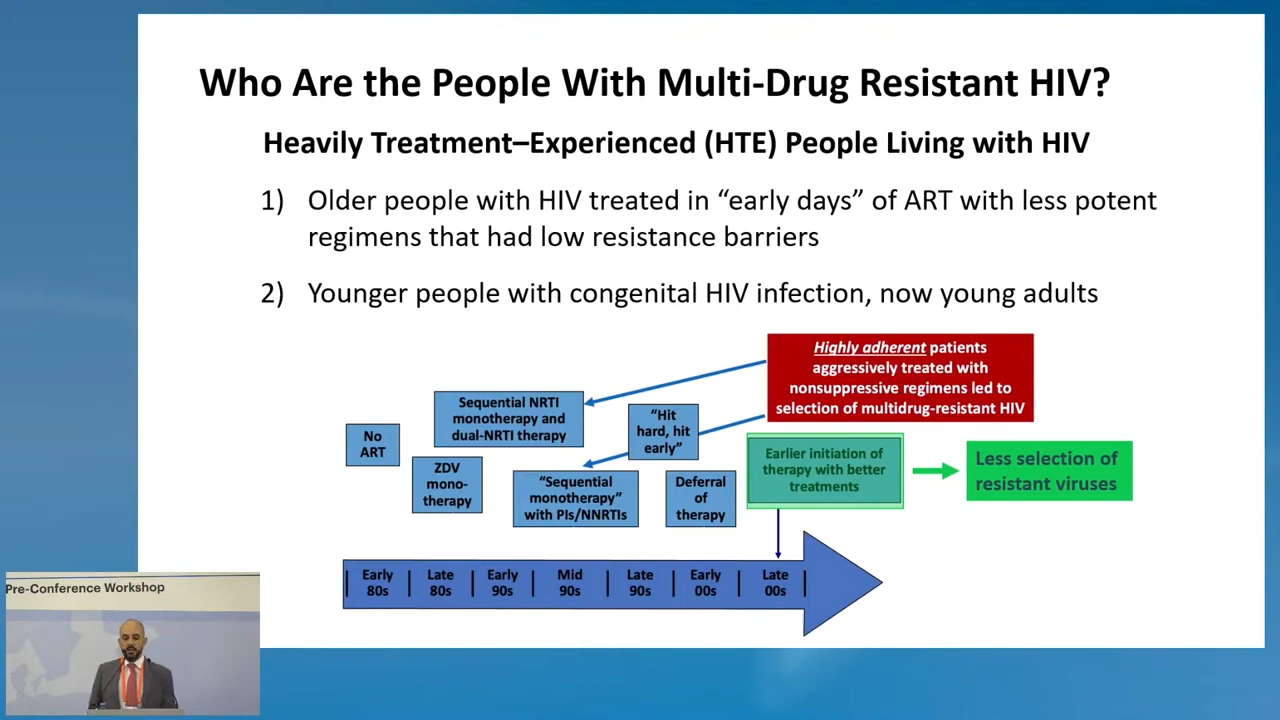 Who Are the People With Multi-Drug Resistant HIV?
Heavily Treatment–Experienced (HTE) People Living with HIV
1) Older people with HIV treated in “early days” of ART with less potent
regimens that had low resistance barriers
2) Younger people with congenital HIV infection, now young adults
Highly adherent patients
aggressively treated with
nonsuppressive regimens led to
selection of multidrug-resistant HIV
No
ART
Sequential NRTI
monotherapy and
dual-NRTI therapy
ZDV
mono-
therapy
“Sequential
monotherapy”
with PIs/NNRTIs
“Hit
hard, hit
early”
Deferral
of
therapy
Earlier initiation of
therapy with better
treatments
Less selection of
resistant viruses
Early
80s
Late
80s
Early
90s
Mid
90s
Late
90s
Early
00s
Late
00s
Pre-Conference Workshop